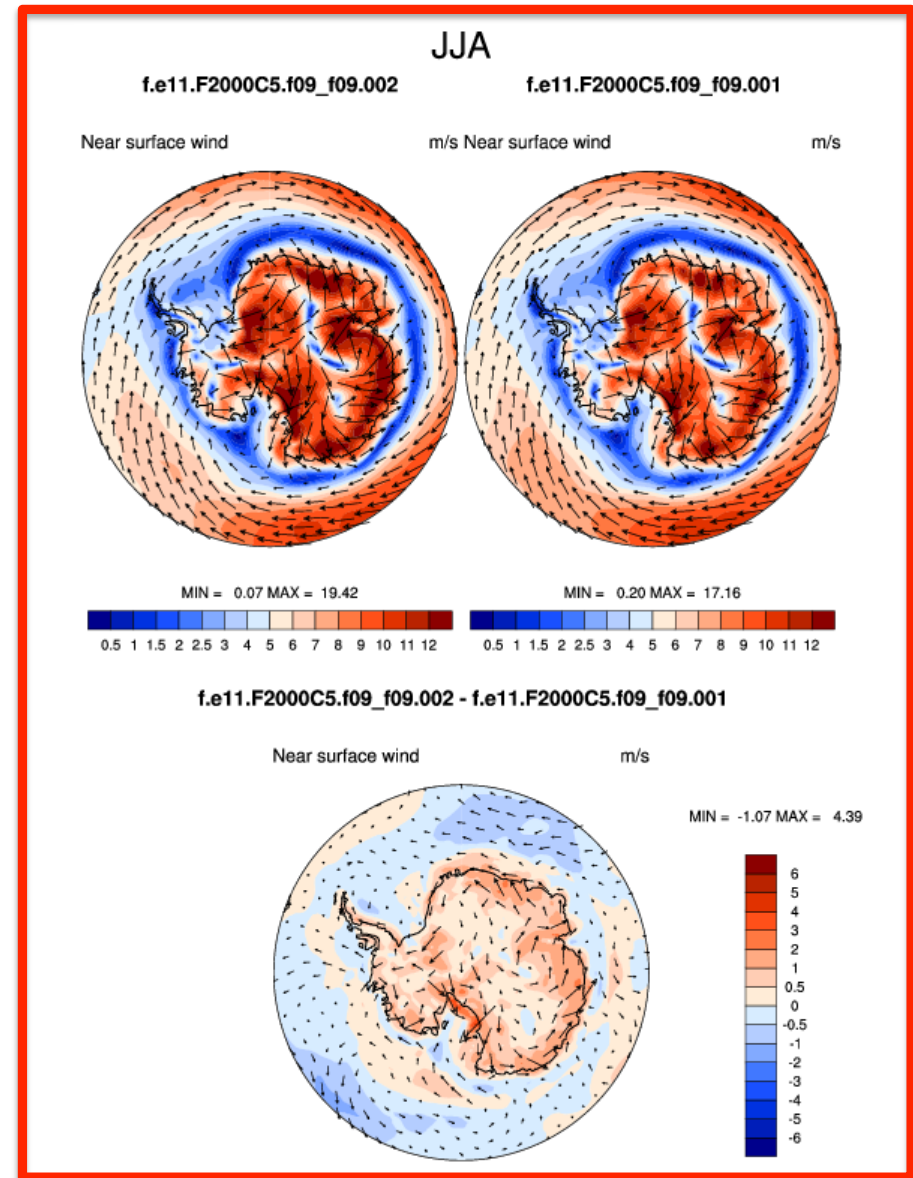 JJA
f.e11.F2000C5.f09_f09.002 f.e11.F2000C5.f09_f09.001
Near surface wind m/s Near surface wind m/s
MIN = 0.07 MAX = 19.42 MIN = 0.20 MAX = 17.16
0.5 1 1.5 2 2.5 3 4 5 6 7 8 9 10 11 12 0.5 1 1.5 2 2.5 3 4 5 6 7 8 9 10 11 12
f.e11.F2000C5.f09_f09.002 - f.e11.F2000C5.f09_f09.001
Near surface wind m/s
MIN = -1.07 MAX = 4.39
6
5
4
3
2
1
0.5
0
-0.5
-1
-2
-3
-4
-5
-6